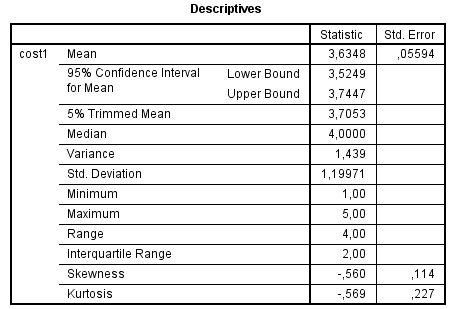 Descriptives
Statistic Std. Error
cost1 Mean 3,6348 ,05594
95% Confidence Interval Lower Bound 3,5249
for Mean Upper Bound 3,7447
5% Trimmed Mean 3,7053
Median 4,0000
Variance 1,439
Std. Deviation 1,19971
Minimum 1,00
Maximum 5,00
Range 4,00
Interquartile Range 2,00
Skewness -,560 ,114
Kurtosis -,569 ,227